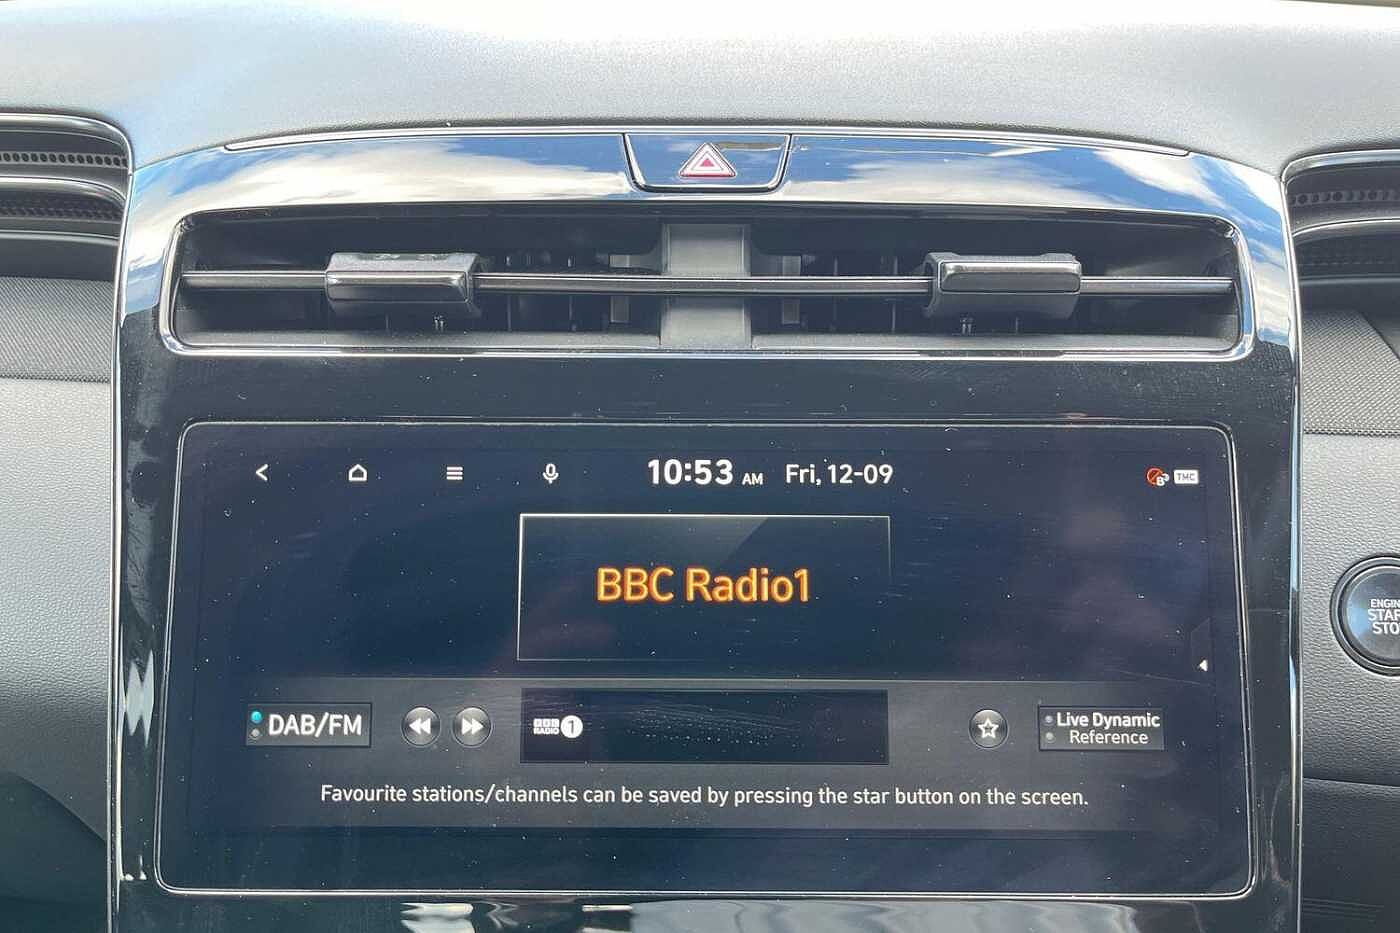 10:53 AM Fri, 12-09
TMC
BBC Radio1
ENGIN
STAR
STO
DAB/FM
BBC
RADIO 1
Live Dynamic
Reference
Favourite stations/channels can be saved by pressing the star button on the screen.